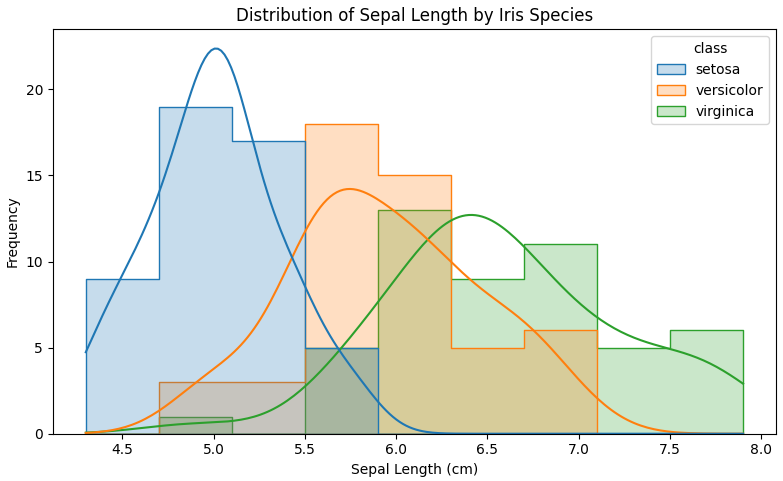 Distribution of Sepal Length by Iris Species
class
setosa
versicolor
virginica
Frequency
20
15
10
5
0
4.5 5.0 5.5 6.0 6.5 7.0 7.5 8.0
Sepal Length (cm)